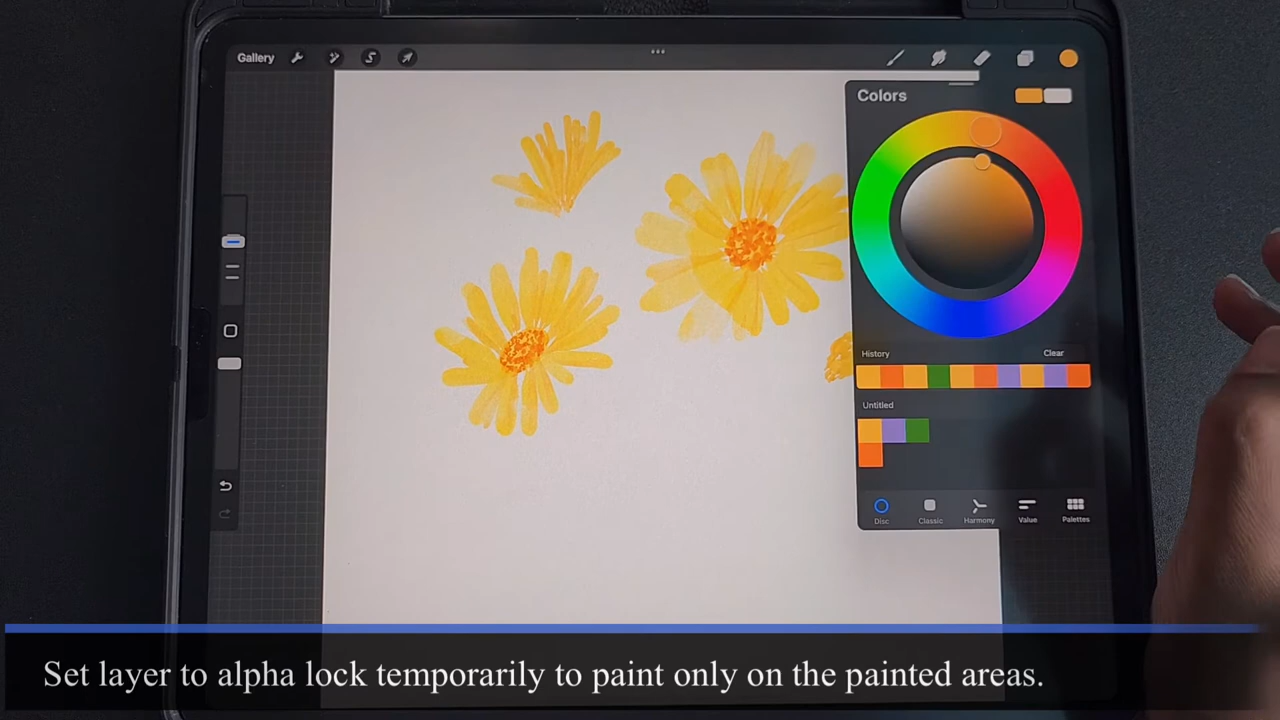 Gallery
Colors
History Clear
Untitled
Disc Classic Harmony Value Palettes
Set layer to alpha lock temporarily to paint only on the painted areas.